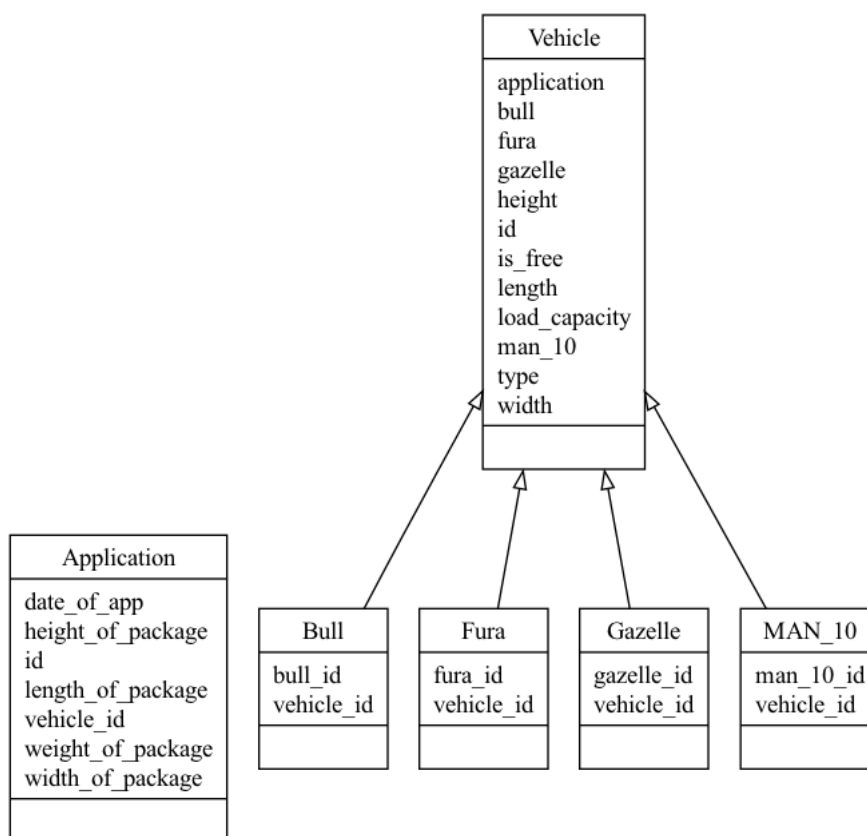 Vehicle
application
bull
fura
gazelle
height
id
is_free
length
load_capacity
man_10
type
width
Application
date_of_app
height_of_package
id
length_of_package
vehicle_id
weight_of_package
width_of_package
Bull
bull_id
vehicle_id
Fura
fura_id
vehicle_id
Gazelle
gazelle_id
vehicle_id
MAN_10
man_10_id
vehicle_id